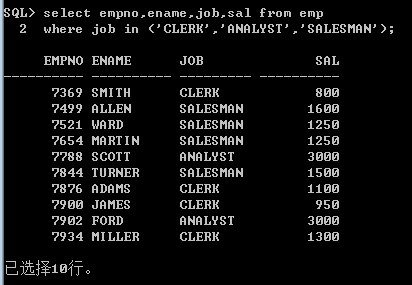 SQL> select empno,ename,job,sal from emp
2 where job in ('CLERK','ANALYST','SALESMAN');
EMPNO ENAME JOB SAL
---------- ---------- --------- ----------
7369 SMITH CLERK 800
7499 ALLEN SALESMAN 1600
7521 WARD SALESMAN 1250
7654 MARTIN SALESMAN 1250
7788 SCOTT ANALYST 3000
7844 TURNER SALESMAN 1500
7876 ADAMS CLERK 1100
7900 JAMES CLERK 950
7902 FORD ANALYST 3000
7934 MILLER CLERK 1300
已选择10行。